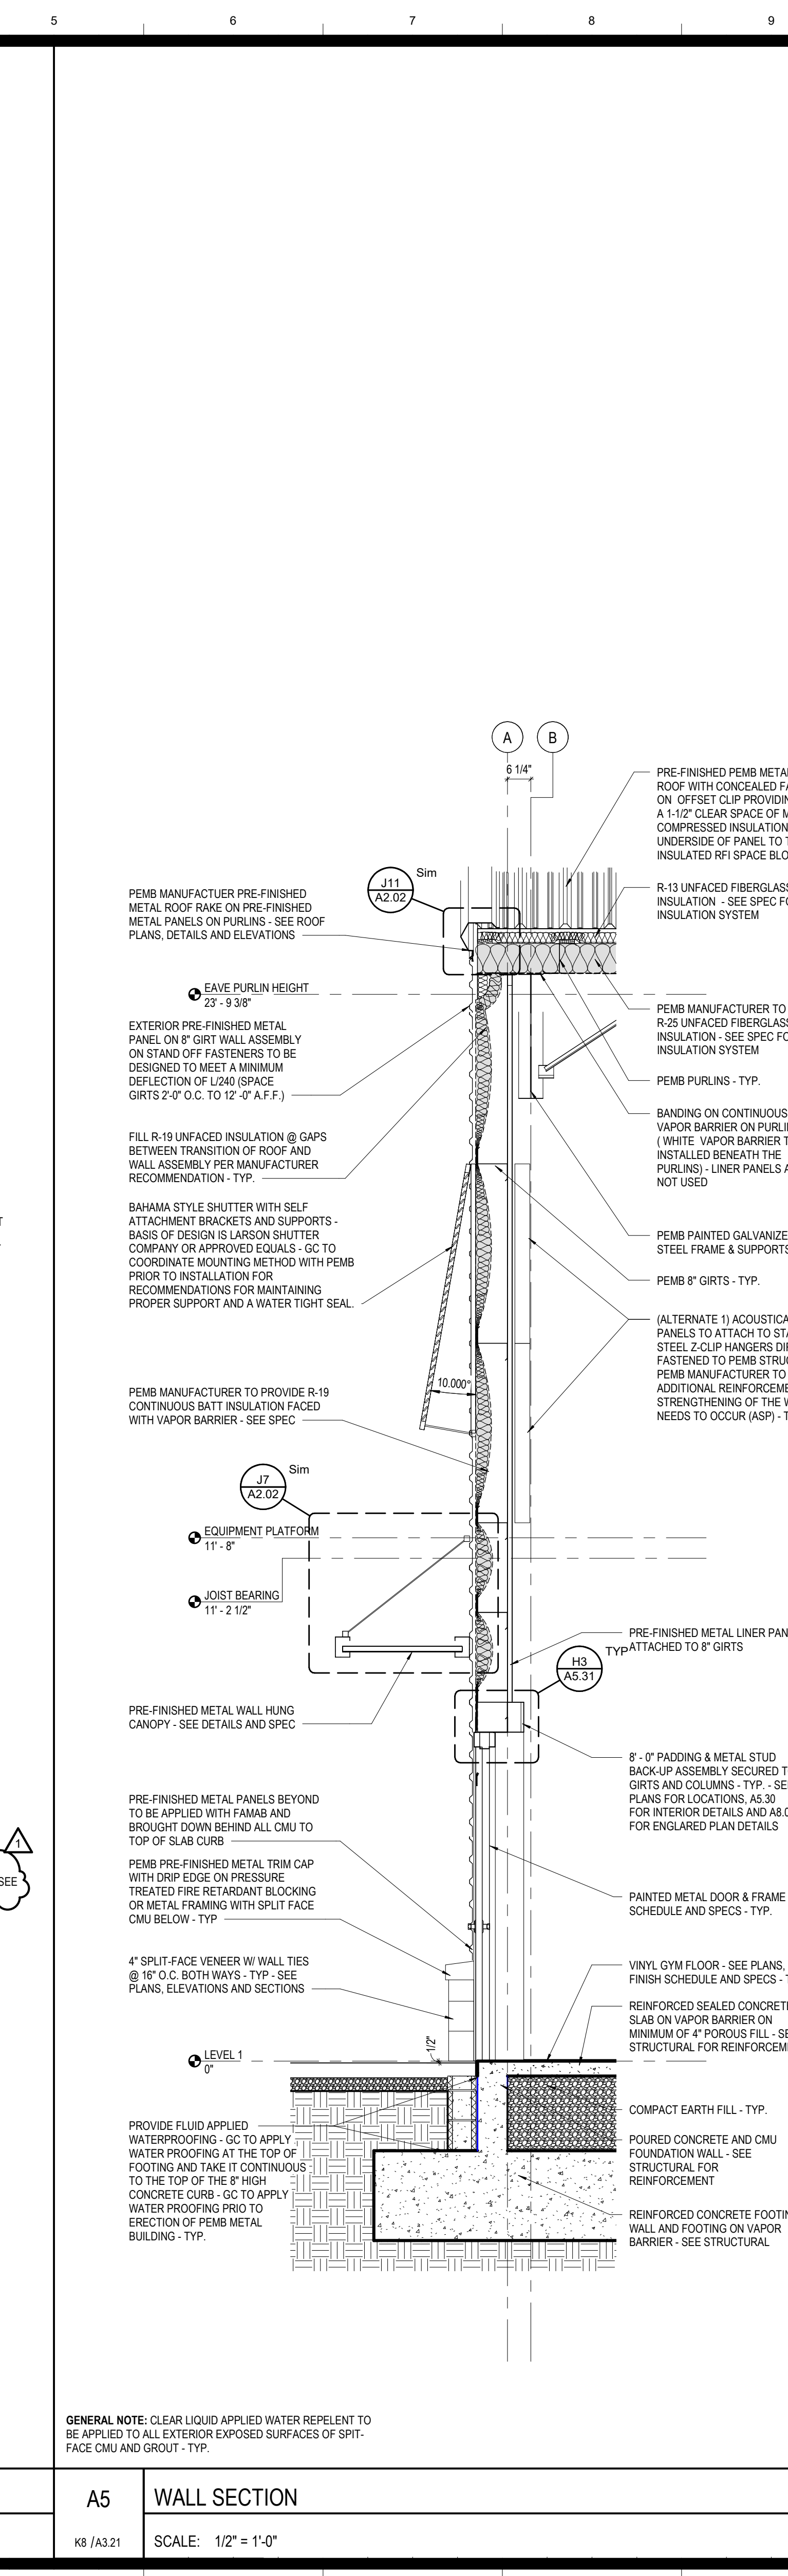 5
6
7
8
9
A
B
6 1/4"
PRE-FINISHED PEMB METAL
ROOF WITH CONCEALED FA
ON OFFSET CLIP PROVIDIN
A 1-1/2" CLEAR SPACE OF M
COMPRESSED INSULATION
UNDERSIDE OF PANEL TO T
INSULATED RFI SPACE BLO
J11
A2.02
Sim
R-13 UNFACED FIBERGLASS
INSULATION - SEE SPEC FO
INSULATION SYSTEM
PEMB MANUFACTUER PRE-FINISHED
METAL ROOF RAKE ON PRE-FINISHED
METAL PANELS ON PURLINS - SEE ROOF
PLANS, DETAILS AND ELEVATIONS
EAVE PURLIN HEIGHT
23' - 9 3/8"
PEMB MANUFACTURER TO
R-25 UNFACED FIBERGLASS
INSULATION - SEE SPEC FO
INSULATION SYSTEM
EXTERIOR PRE-FINISHED METAL
PANEL ON 8" GIRT WALL ASSEMBLY
ON STAND OFF FASTENERS TO BE
DESIGNED TO MEET A MINIMUM
DEFLECTION OF L/240 (SPACE
GIRTS 2'-0" O.C. TO 12' -0" A.F.F.)
PEMB PURLINS - TYP.
BANDING ON CONTINUOUS
VAPOR BARRIER ON PURLI
( WHITE VAPOR BARRIER T
INSTALLED BENEATH THE
PURLINS) - LINER PANELS A
NOT USED
FILL R-19 UNFACED INSULATION @ GAPS
BETWEEN TRANSITION OF ROOF AND
WALL ASSEMBLY PER MANUFACTURER
RECOMMENDATION - TYP.
BAHAMA STYLE SHUTTER WITH SELF
ATTACHMENT BRACKETS AND SUPPORTS -
BASIS OF DESIGN IS LARSON SHUTTER
COMPANY OR APPROVED EQUALS - GC TO
COORDINATE MOUNTING METHOD WITH PEMB
PRIOR TO INSTALLATION FOR
RECOMMENDATIONS FOR MAINTAINING
PROPER SUPPORT AND A WATER TIGHT SEAL.
T
PEMB PAINTED GALVANIZE
STEEL FRAME & SUPPORTS
PEMB 8" GIRTS - TYP.
(ALTERNATE 1) ACOUSTICA
PANELS TO ATTACH TO STA
STEEL Z-CLIP HANGERS DI
FASTENED TO PEMB STRUC
PEMB MANUFACTURER TO
ADDITIONAL REINFORCEME
STRENGTHENING OF THE W
NEEDS TO OCCUR (ASP) - T
10.000°
PEMB MANUFACTURER TO PROVIDE R-19
CONTINUOUS BATT INSULATION FACED
WITH VAPOR BARRIER - SEE SPEC
J7
A2.02
Sim
EQUIPMENT PLATFORM
11' - 8"
JOIST BEARING
11' - 2 1/2"
PRE-FINISHED METAL LINER PAN
ATTACHED TO 8" GIRTS
H3
A5.31
TYP
PRE-FINISHED METAL WALL HUNG
CANOPY - SEE DETAILS AND SPEC
8' - 0" PADDING & METAL STUD
BACK-UP ASSEMBLY SECURED T
GIRTS AND COLUMNS - TYP. - SE
PLANS FOR LOCATIONS, A5.30
FOR INTERIOR DETAILS AND A8.0
FOR ENGLARED PLAN DETAILS
PRE-FINISHED METAL PANELS BEYOND
TO BE APPLIED WITH FAMAB AND
BROUGHT DOWN BEHIND ALL CMU TO
TOP OF SLAB CURB
1
SEE
PEMB PRE-FINISHED METAL TRIM CAP
WITH DRIP EDGE ON PRESSURE
TREATED FIRE RETARDANT BLOCKING
OR METAL FRAMING WITH SPLIT FACE
CMU BELOW - TYP
PAINTED METAL DOOR & FRAME
SCHEDULE AND SPECS - TYP.
4" SPLIT-FACE VENEER W/ WALL TIES
@ 16" O.C. BOTH WAYS - TYP - SEE
PLANS, ELEVATIONS AND SECTIONS
VINYL GYM FLOOR - SEE PLANS,
FINISH SCHEDULE AND SPECS - T
REINFORCED SEALED CONCRETE
SLAB ON VAPOR BARRIER ON
MINIMUM OF 4" POROUS FILL - SE
STRUCTURAL FOR REINFORCEM
1/2"
LEVEL 1
0"
COMPACT EARTH FILL - TYP.
PROVIDE FLUID APPLIED
WATERPROOFING - GC TO APPLY
WATER PROOFING AT THE TOP OF
FOOTING AND TAKE IT CONTINUOUS
TO THE TOP OF THE 8" HIGH
CONCRETE CURB - GC TO APPLY
WATER PROOFING PRIO TO
ERECTION OF PEMB METAL
BUILDING - TYP.
POURED CONCRETE AND CMU
FOUNDATION WALL - SEE
STRUCTURAL FOR
REINFORCEMENT
REINFORCED CONCRETE FOOTIN
WALL AND FOOTING ON VAPOR
BARRIER - SEE STRUCTURAL
GENERAL NOTE: CLEAR LIQUID APPLIED WATER REPELENT TO
BE APPLIED TO ALL EXTERIOR EXPOSED SURFACES OF SPIT-
FACE CMU AND GROUT - TYP.
A5
WALL SECTION
K8 / A3.21
SCALE: 1/2" = 1'-0"